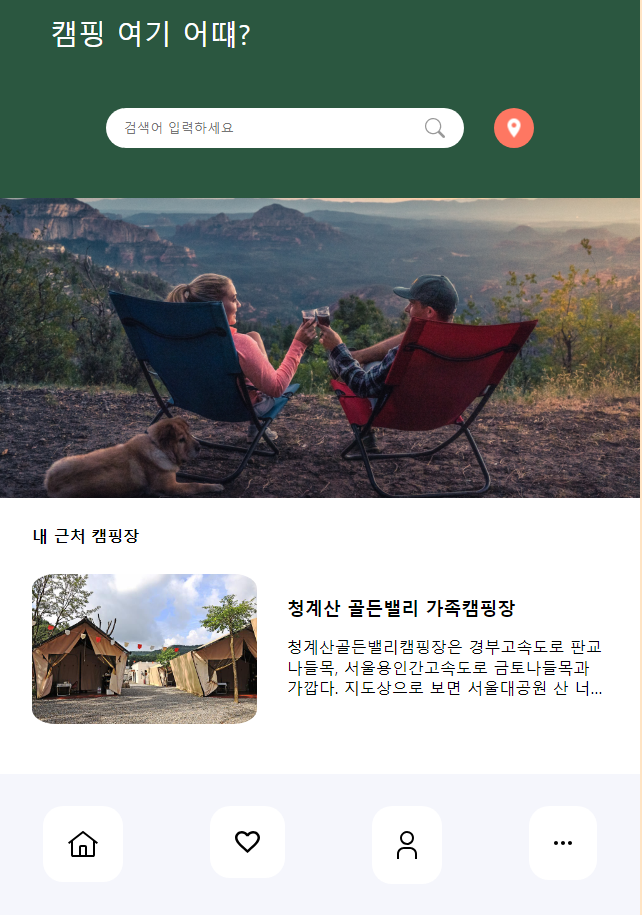 캠핑 여기 어떄?
검색어 입력하세요
내 근처 캠핑장
청계산 골든밸리 가족캠핑장
청계산골든밸리캠핑장은 경부고속도로 판교
나들목, 서울용인간고속도로 금토나들목과
가깝다. 지도상으로 보면 서울대공원 산 너...